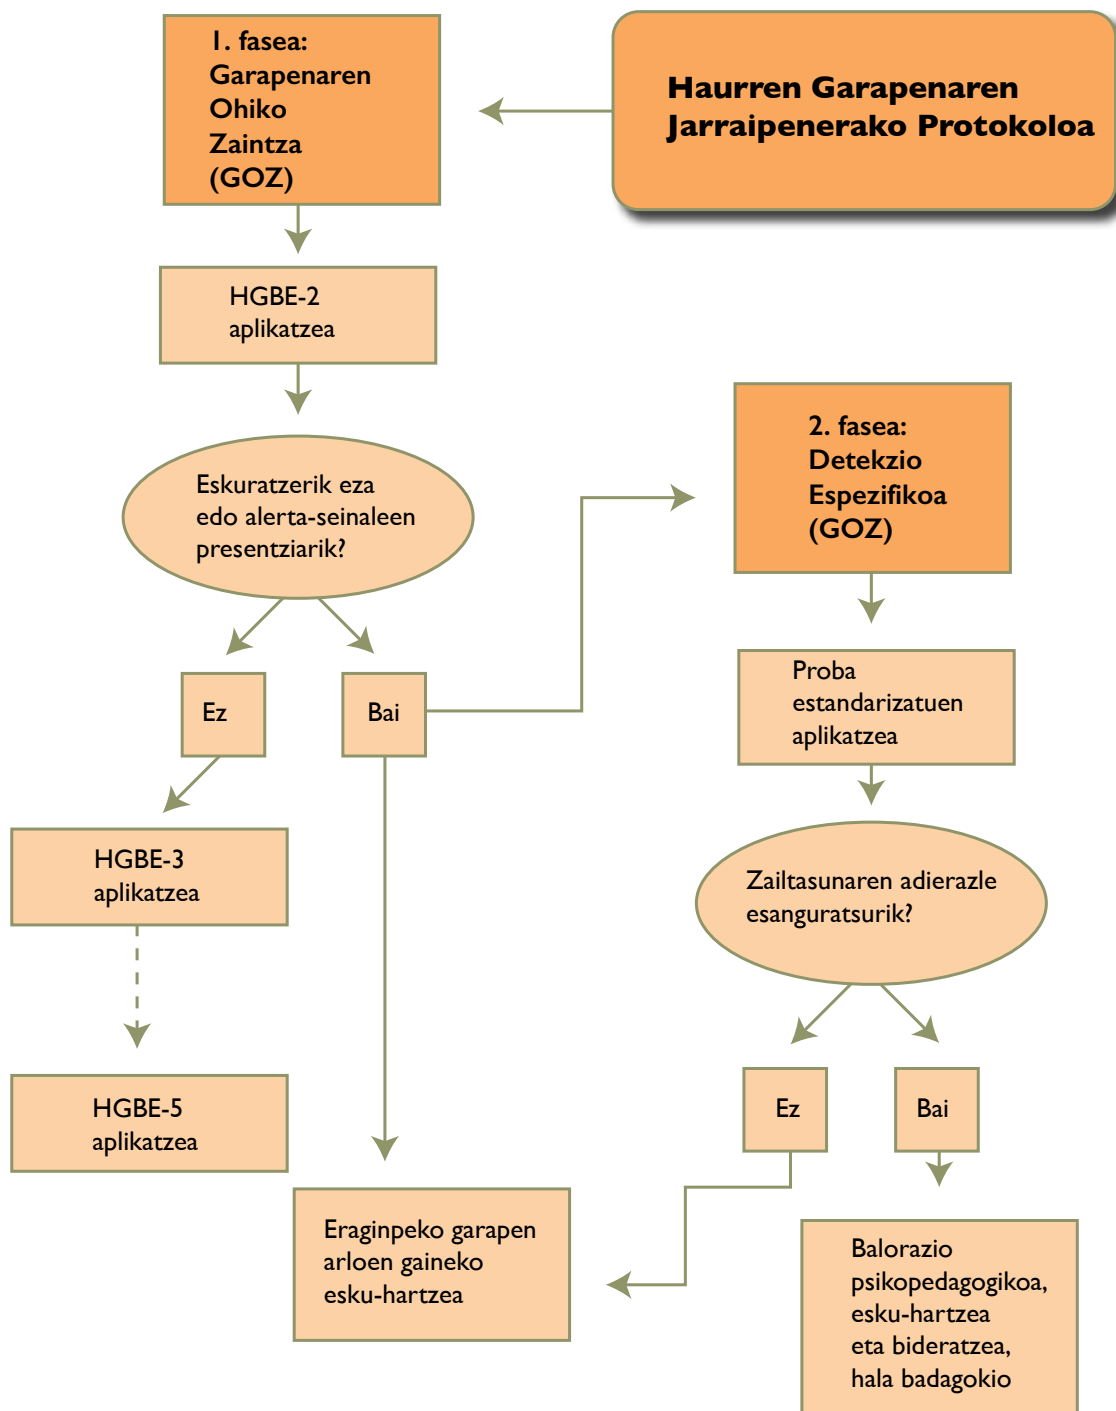 1. fasea:
Garapenaren
Ohiko
Zaintza
(GOZ)
Haurren Garapenaren
Jarraipenerako Protokoloa
HGBE-2
aplikatzea
Eskuratzerik eza
edo alerta-seinaleen
presentziarik?
Ez
Bai
HGBE-3
aplikatzea
HGBE-5
aplikatzea
2. fasea:
Detekzio
Espezifikoa
(GOZ)
Proba
estandarizatuen
aplikatzea
Zailtasunaren adierazle
esanguratsurik?
Ez
Bai
Eraginpeko garapen
arloen gaineko
esku-hartzea
Balorazio
psikopedagogikoa,
esku-hartzea
eta bideratzea,
hala badagokio